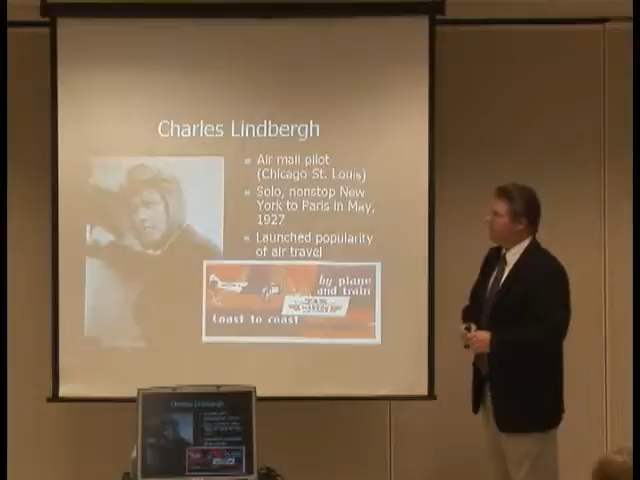 Charles Lindbergh
Air mail pilot
(Chicago St. Louis)
Solo, nonstop New
York to Paris in May,
1927
Launched popularity
of air travel
by plane
and train
Coast to coast